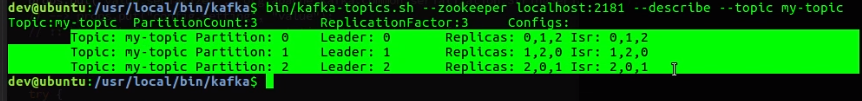 dev@ubuntu:/usr/local/bin/kafka$ bin/kafka-topics.sh --zookeeper localhost:2181 --describe --topic my-topic
Topic:my-topic PartitionCount:3 ReplicationFactor:3 Configs:
Topic: my-topic Partition: 0 Leader: 0 Replicas: 0,1,2 Isr: 0,1,2
Topic: my-topic Partition: 1 Leader: 1 Replicas: 1,2,0 Isr: 1,2,0
Topic: my-topic Partition: 2 Leader: 2 Replicas: 2,0,1 Isr: 2,0,1
dev@ubuntu:/usr/local/bin/kafka$